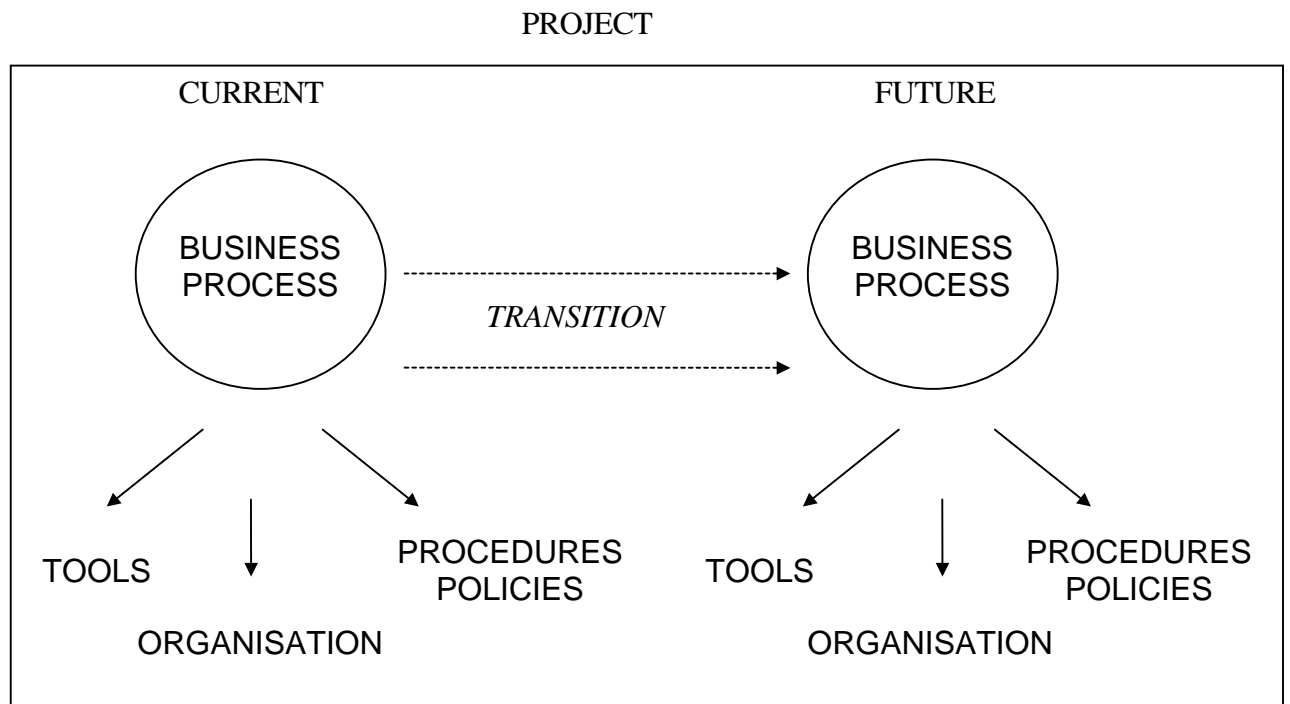 PROJECT
CURRENT
FUTURE
BUSINESS
PROCESS
BUSINESS
PROCESS
TRANSITION
TOOLS
PROCEDURES
POLICIES
ORGANISATION
TOOLS
PROCEDURES
POLICIES
ORGANISATION